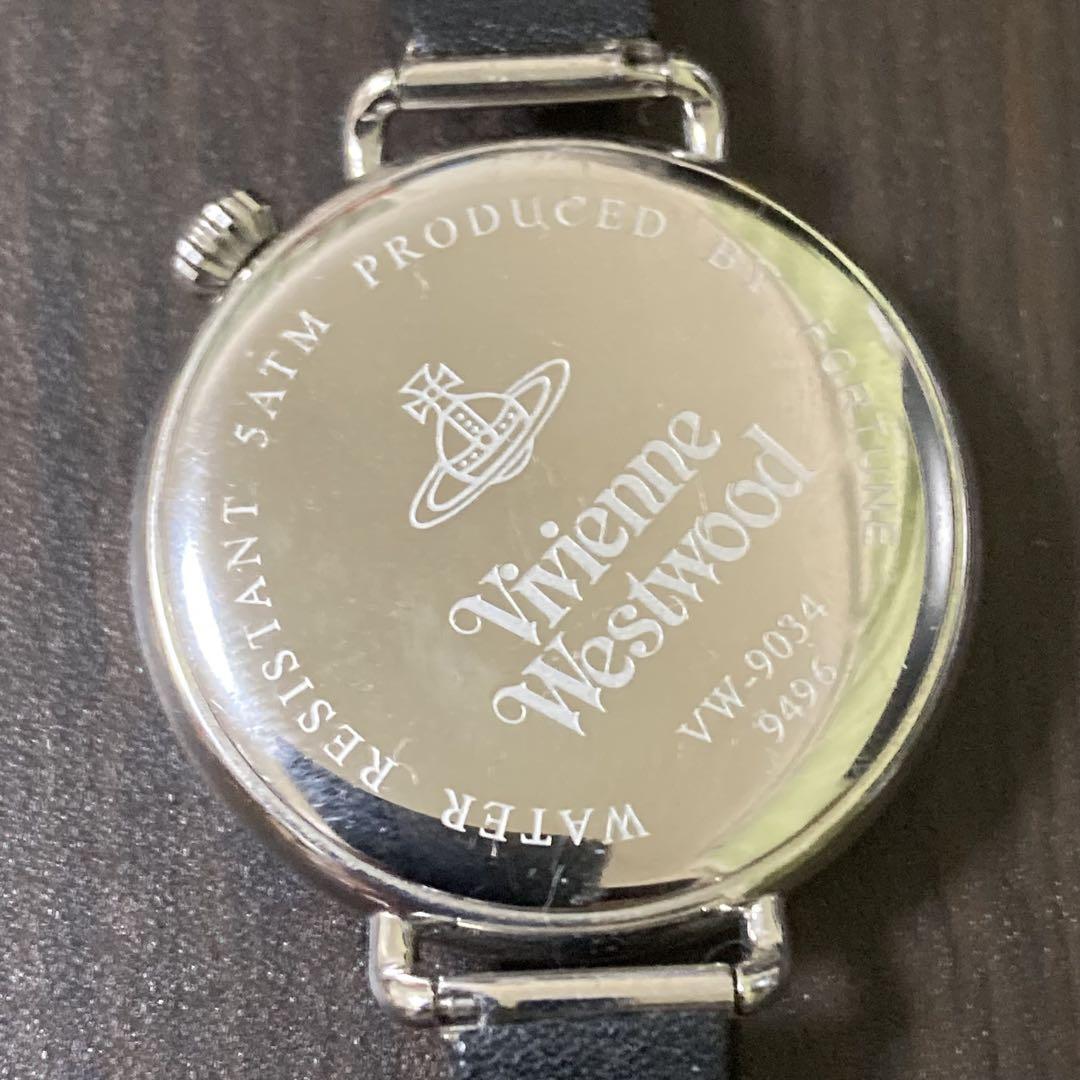 WATER RESISTANT 5ATM PRODUCED BY FORTUNE
Vivienne
Westwood
VW-9034
9496